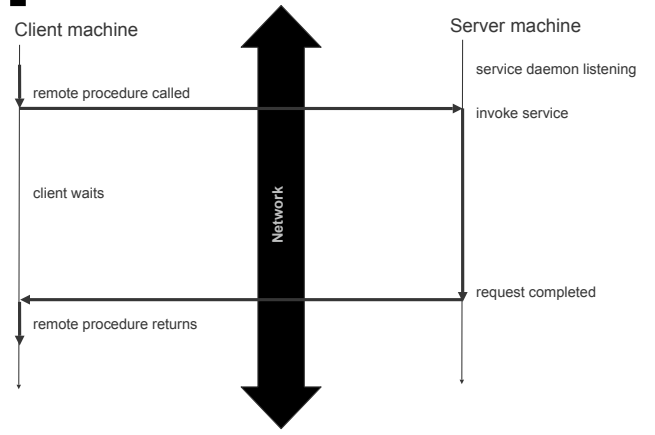 Client machine
Server machine
service daemon listening
remote procedure called
invoke service
client waits
Network
request completed
remote procedure returns